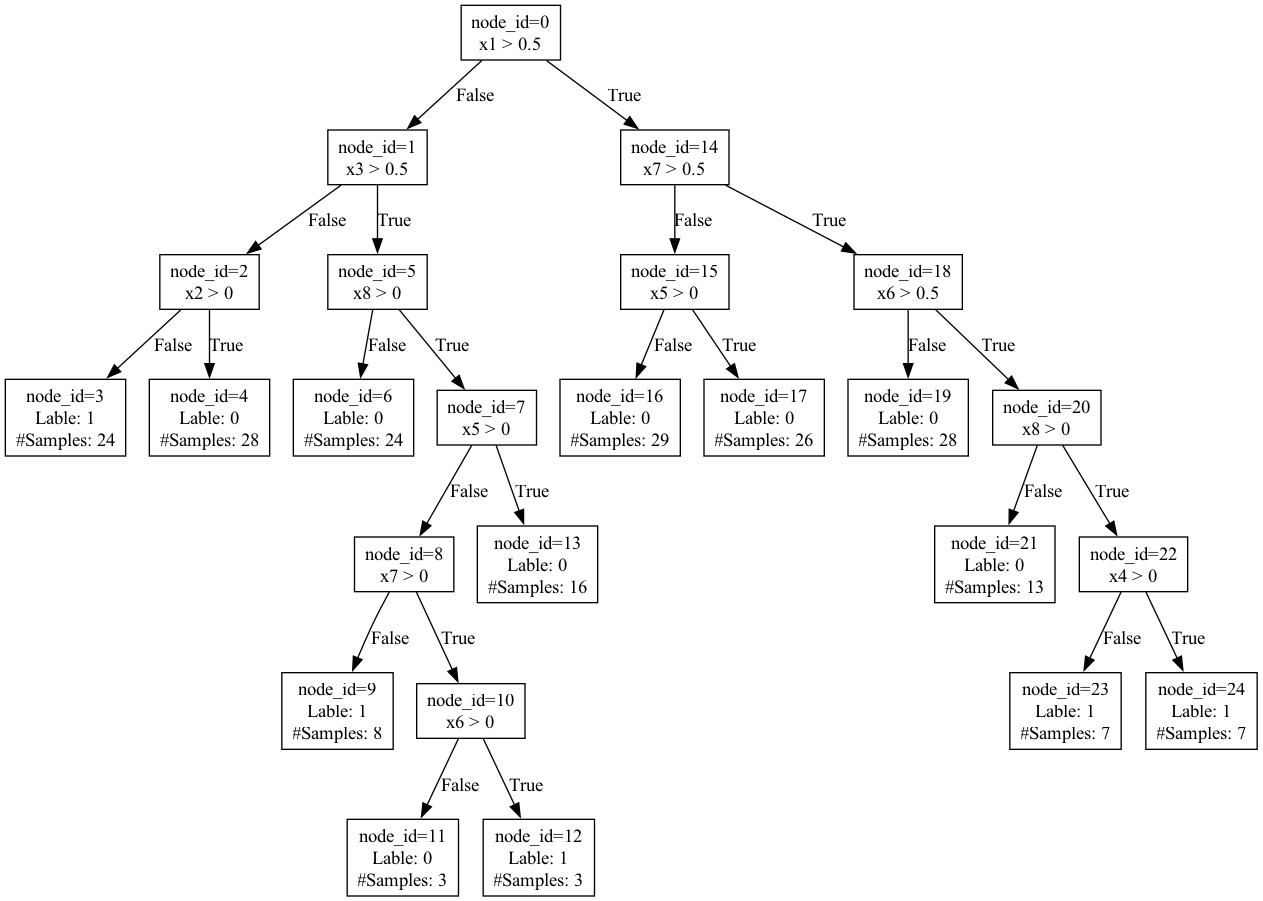 node_id=0
x1 > 0.5
False
True
node_id=1
x3 > 0.5
node_id=14
x7 > 0.5
False
True
False
True
node_id=2
x2 > 0
node_id=5
x8 > 0
node_id=15
x5 > 0
node_id=18
x6 > 0.5
False
True
False
True
False
True
False
True
node_id=3
Lable: 1
#Samples: 24
node_id=4
Lable: 0
#Samples: 28
node_id=6
Lable: 0
#Samples: 24
node_id=7
x5 > 0
node_id=16
Lable: 0
#Samples: 29
node_id=17
Lable: 0
#Samples: 26
node_id=19
Lable: 0
#Samples: 28
node_id=20
x8 > 0
False
True
False
True
node_id=8
x7 > 0
node_id=13
Lable: 0
#Samples: 16
node_id=21
Lable: 0
#Samples: 13
node_id=22
x4 > 0
False
True
False
True
node_id=9
Lable: 1
#Samples: 8
node_id=10
x6 > 0
node_id=23
Lable: 1
#Samples: 7
node_id=24
Lable: 1
#Samples: 7
False
True
node_id=11
Lable: 0
#Samples: 3
node_id=12
Lable: 1
#Samples: 3